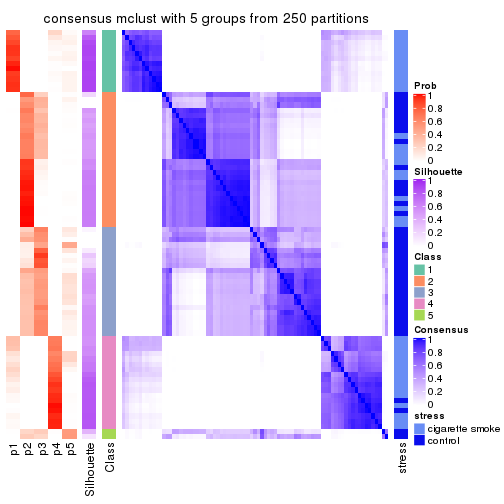 consensus mclust with 5 groups from 250 partitions
Prob
1
0.8
0.6
0.4
0.2
0
Silhouette
1
0.8
0.6
0.4
0.2
0
Class
1
2
3
4
5
Consensus
1
0.8
0.6
0.4
0.2
0
stress
cigarette smoke
control
p1
p2
p3
p4
p5
Silhouette
Class
stress